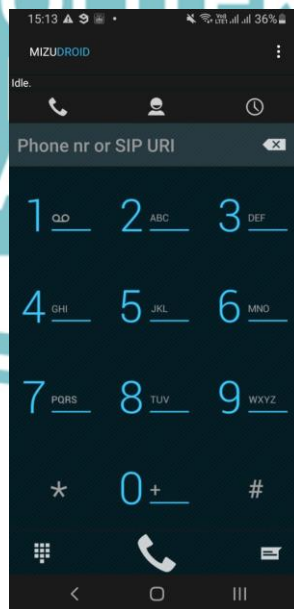 15:13 36%
MIZUDROID
Idle.
Phone nr or SIP URI
1 2 ABC 3 DEF
4 GHI 5 JKL 6 MNO
7 PQRS 8 TUV 9 WXYZ
* 0 + #